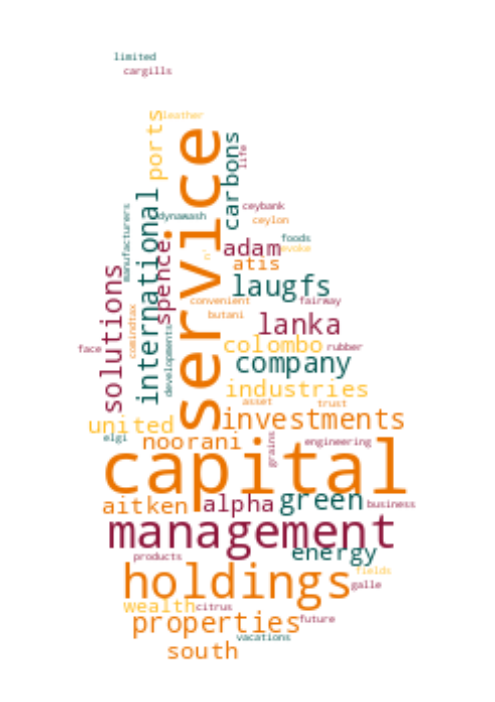 limited
cargills
leather
ports
service
carbons
life
international
manufacturers
dynawash
ceybank
ceylon
spence
adam
foods
evoke
n'
atis
solutions
laugfs
convenient
fairway
comindtax
butani
lanka
developments
face
colombo
rubber
company
industries
asset
trust
united
investments
elgi
noorani
grains
engineering
capital
aitken
alpha
green
business
management
energy
products
holdings
fields
galle
wealth
citrus
properties
future
vacations
south